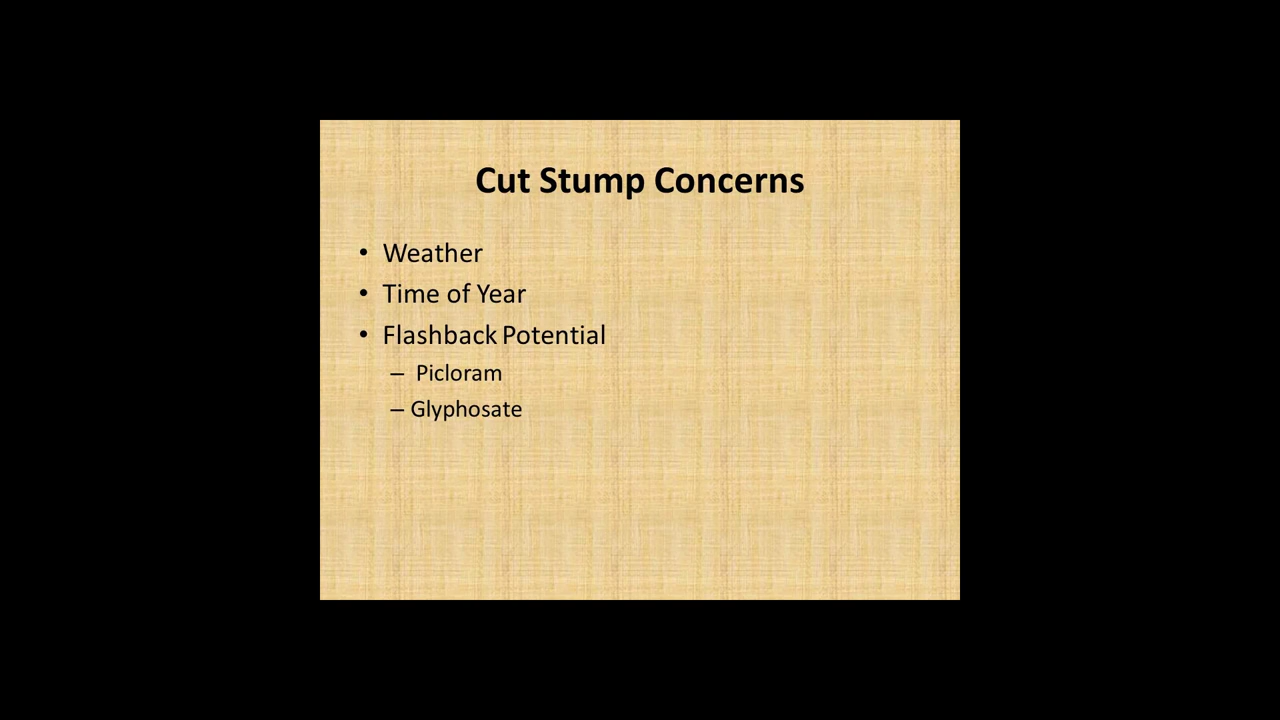 Cut Stump Concerns
• Weather
• Time of Year
• Flashback Potential
– Picloram
– Glyphosate